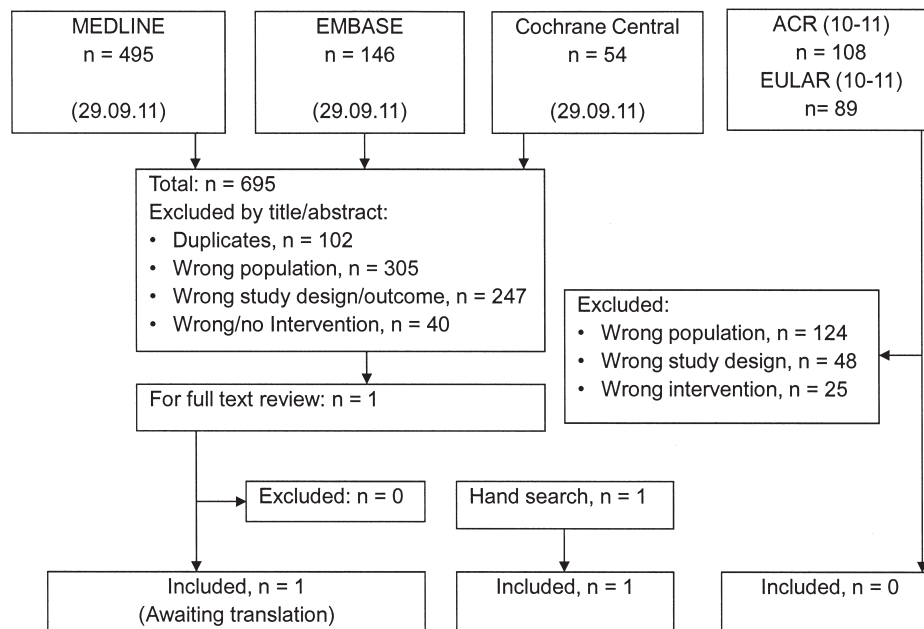 MEDLINE
n = 495
(29.09.11)
EMBASE
n = 146
(29.09.11)
Cochrane Central
n = 54
(29.09.11)
ACR (10-11)
n = 108
EULAR (10-11)
n= 89
Total: n = 695
Excluded by title/abstract:
• Duplicates, n = 102
• Wrong population, n = 305
• Wrong study design/outcome, n = 247
• Wrong/no Intervention, n = 40
Excluded:
• Wrong population, n = 124
• Wrong study design, n = 48
• Wrong intervention, n = 25
For full text review: n = 1
Excluded: n = 0
Hand search, n = 1
Included, n = 1
(Awaiting translation)
Included, n = 1
Included, n = 0